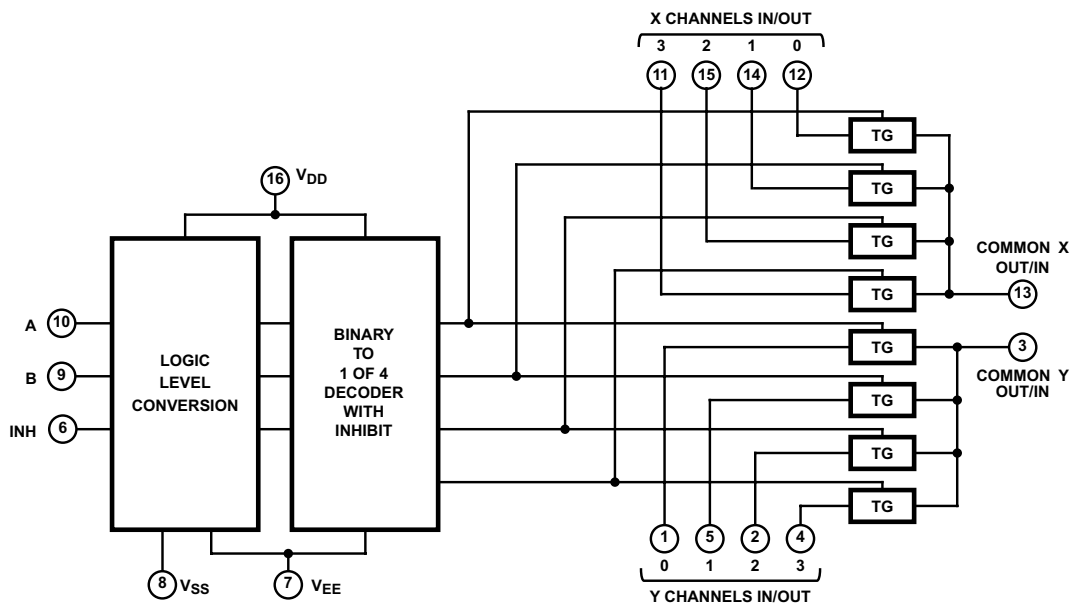 X CHANNELS IN/OUT
3 2 1 0
11 15 14 12
TG
16 VDD
TG
TG
COMMON X
OUT/IN
TG
13
A 10
LOGIC
LEVEL
CONVERSION
BINARY
TO
1 OF 4
DECODER
WITH
INHIBIT
TG
3
B 9
COMMON Y
OUT/IN
TG
INH 6
TG
TG
1 5 2 4
0 1 2 3
8 VSS
7 VEE
Y CHANNELS IN/OUT